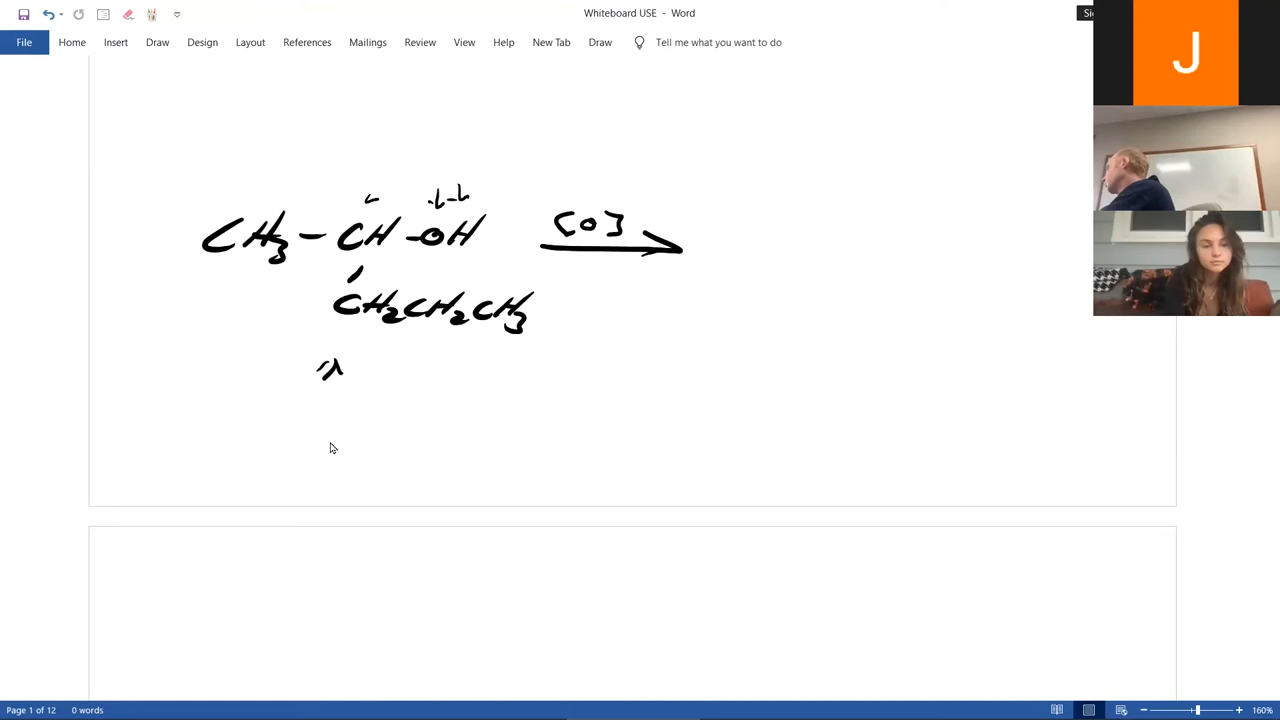 Whiteboard USE - Word
File Home Insert Draw Design Layout References Mailings Review View Help New Tab Draw Tell me what you want to do
J
CH3 - CH - OH [O]
CH2CH2CH3
Page 1 of 12 0 words
160%